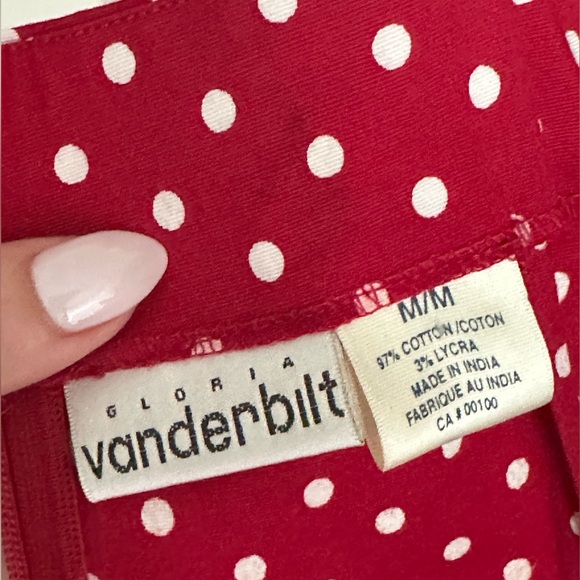 GLORIA
vanderbilt
M/M
97% COTTON/COTON
3% LYCRA
MADE IN INDIA
FABRIQUE AU INDIA
CA # 00100